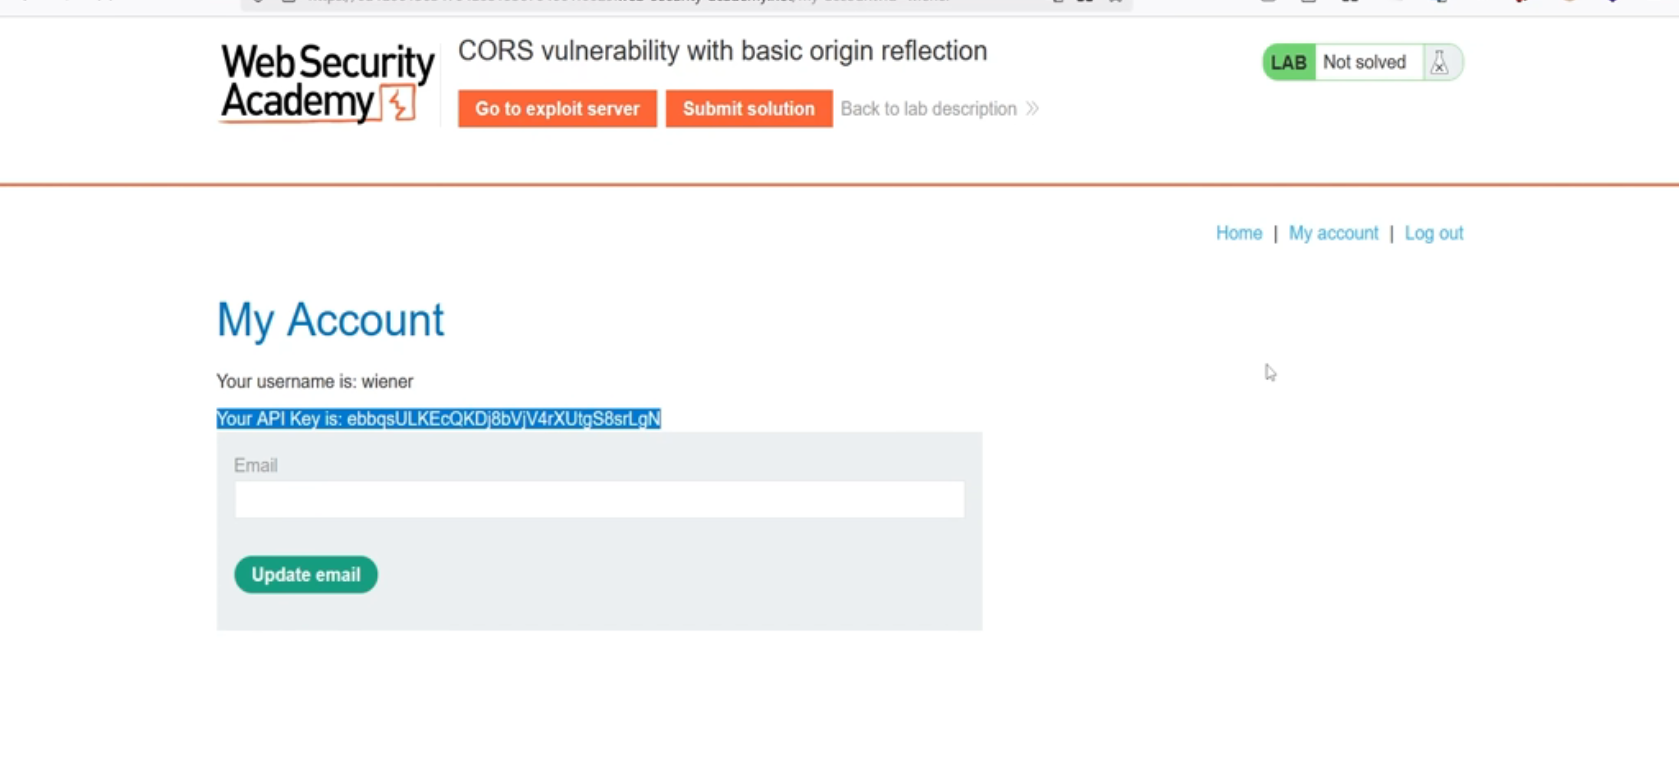 Web Security
Academy
CORS vulnerability with basic origin reflection
Go to exploit server
Submit solution
Back to lab description
LAB Not solved
Home | My account | Log out
My Account
Your username is: wiener
Your API Key is: ebbqsULKEcQKDj8bVjV4rXUtgS8srLgN
Email
Update email